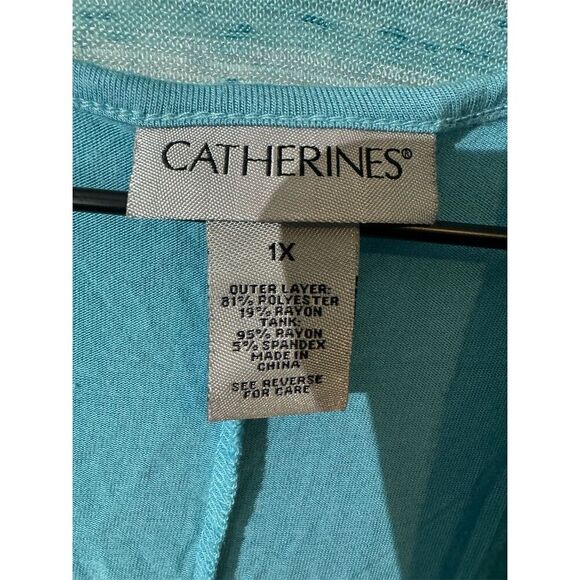 CATHERINES®
1X
OUTER LAYER:
81% POLYESTER
19% RAYON
TANK:
95% RAYON
5% SPANDEX
MADE IN
CHINA
SEE REVERSE
FOR CARE